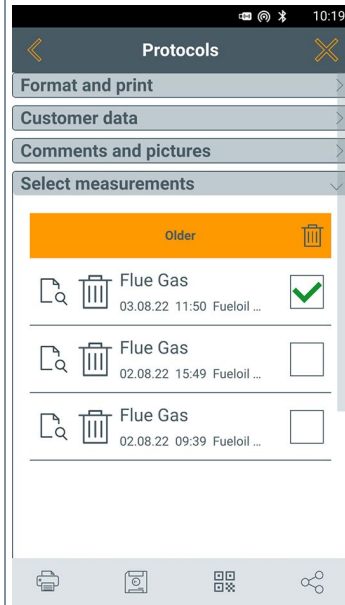 10:19
Protocols
Format and print
Customer data
Comments and pictures
Select measurements
Older
Flue Gas
03.08.22 11:50 Fueloil ...
Flue Gas
02.08.22 15:49 Fueloil ...
Flue Gas
02.08.22 09:39 Fueloil ...